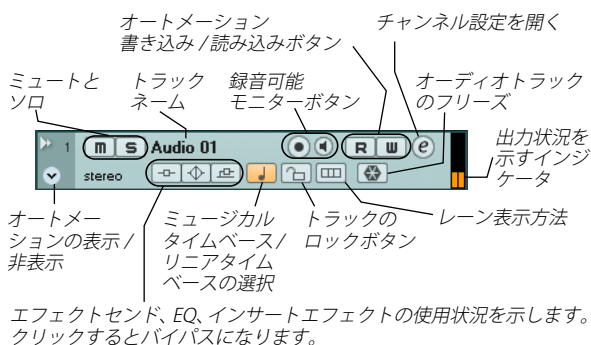 オートメーション
書き込み / 読み込みボタン
チャンネル設定を開く
ミュートと
ソロ
トラック
ネーム
録音可能
モニターボタン
オーディオトラック
のフリーズ
1 m S Audio 01 R W e
stereo
出力状況を
示すインジ
ケータ
オートメー
ションの表示 /
非表示
ミュージカル
タイムベース/
リニアタイム
ベースの選択
トラックの
ロックボタン
レーン表示方法
エフェクトセンド、EQ、インサートエフェクトの使用状況を示します。
クリックするとバイパスになります。